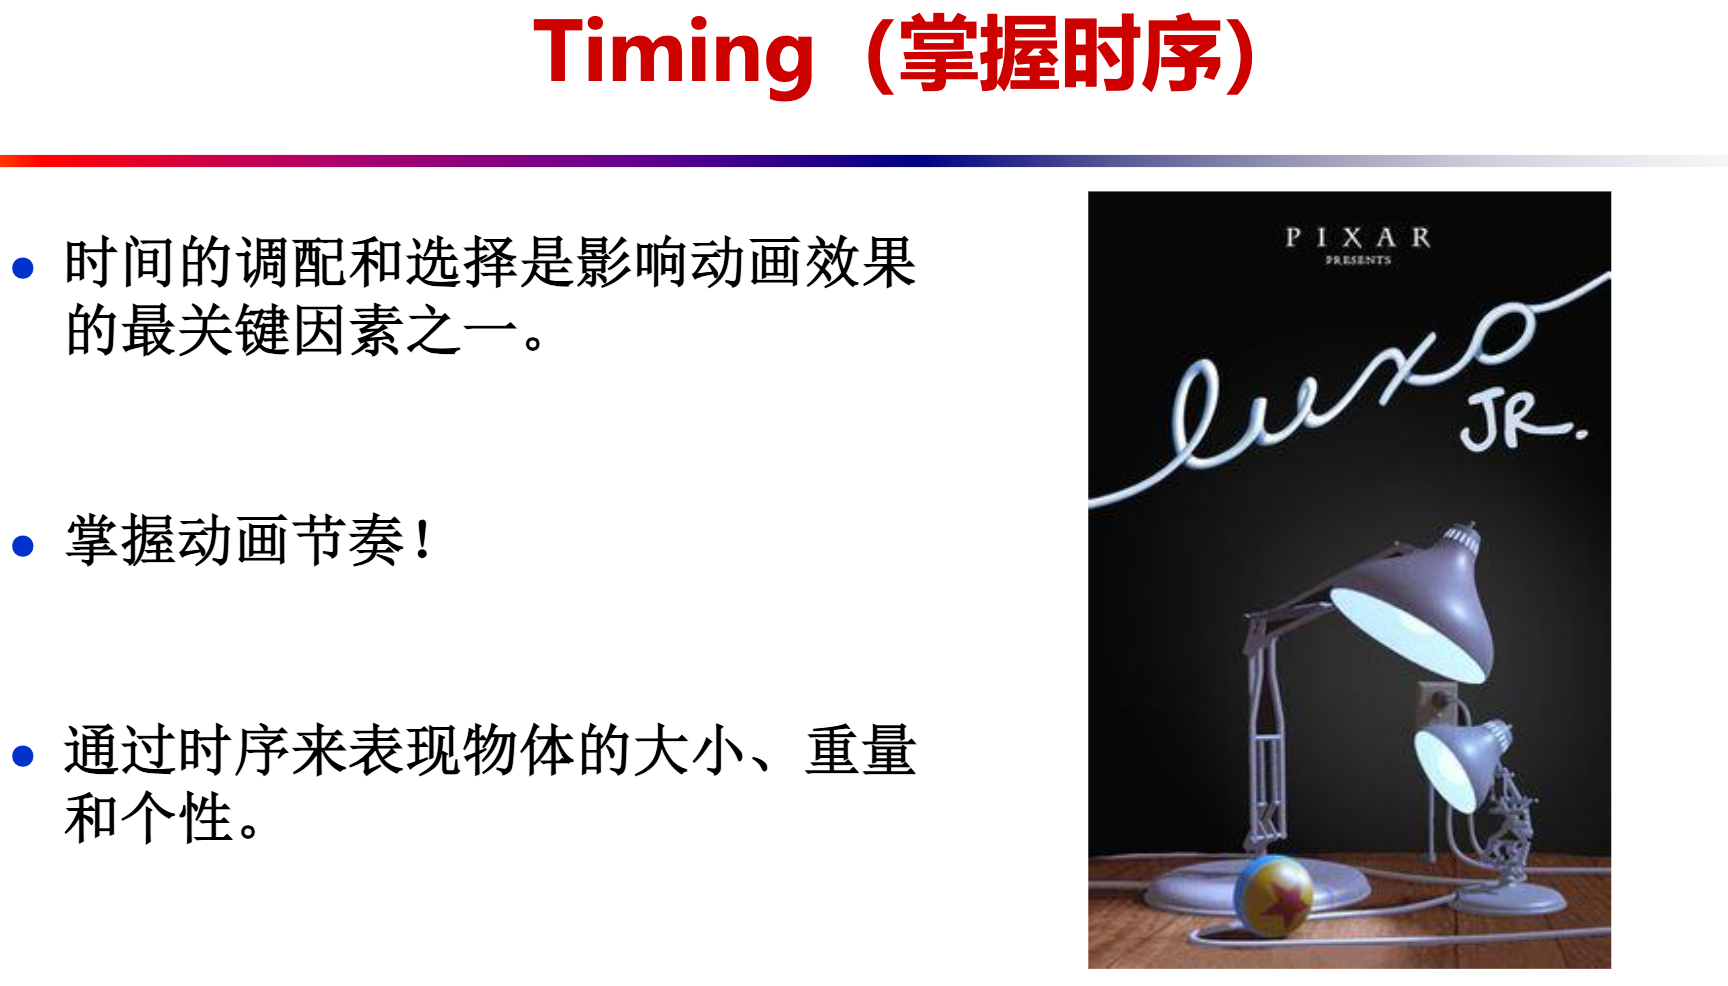 Timing（掌握时序）
时间的调配和选择是影响动画效果
的最关键因素之一。
掌握动画节奏！
通过时序来表现物体的大小、重量
和个性。
PIXAR
PRESENTS
luxo
JR.